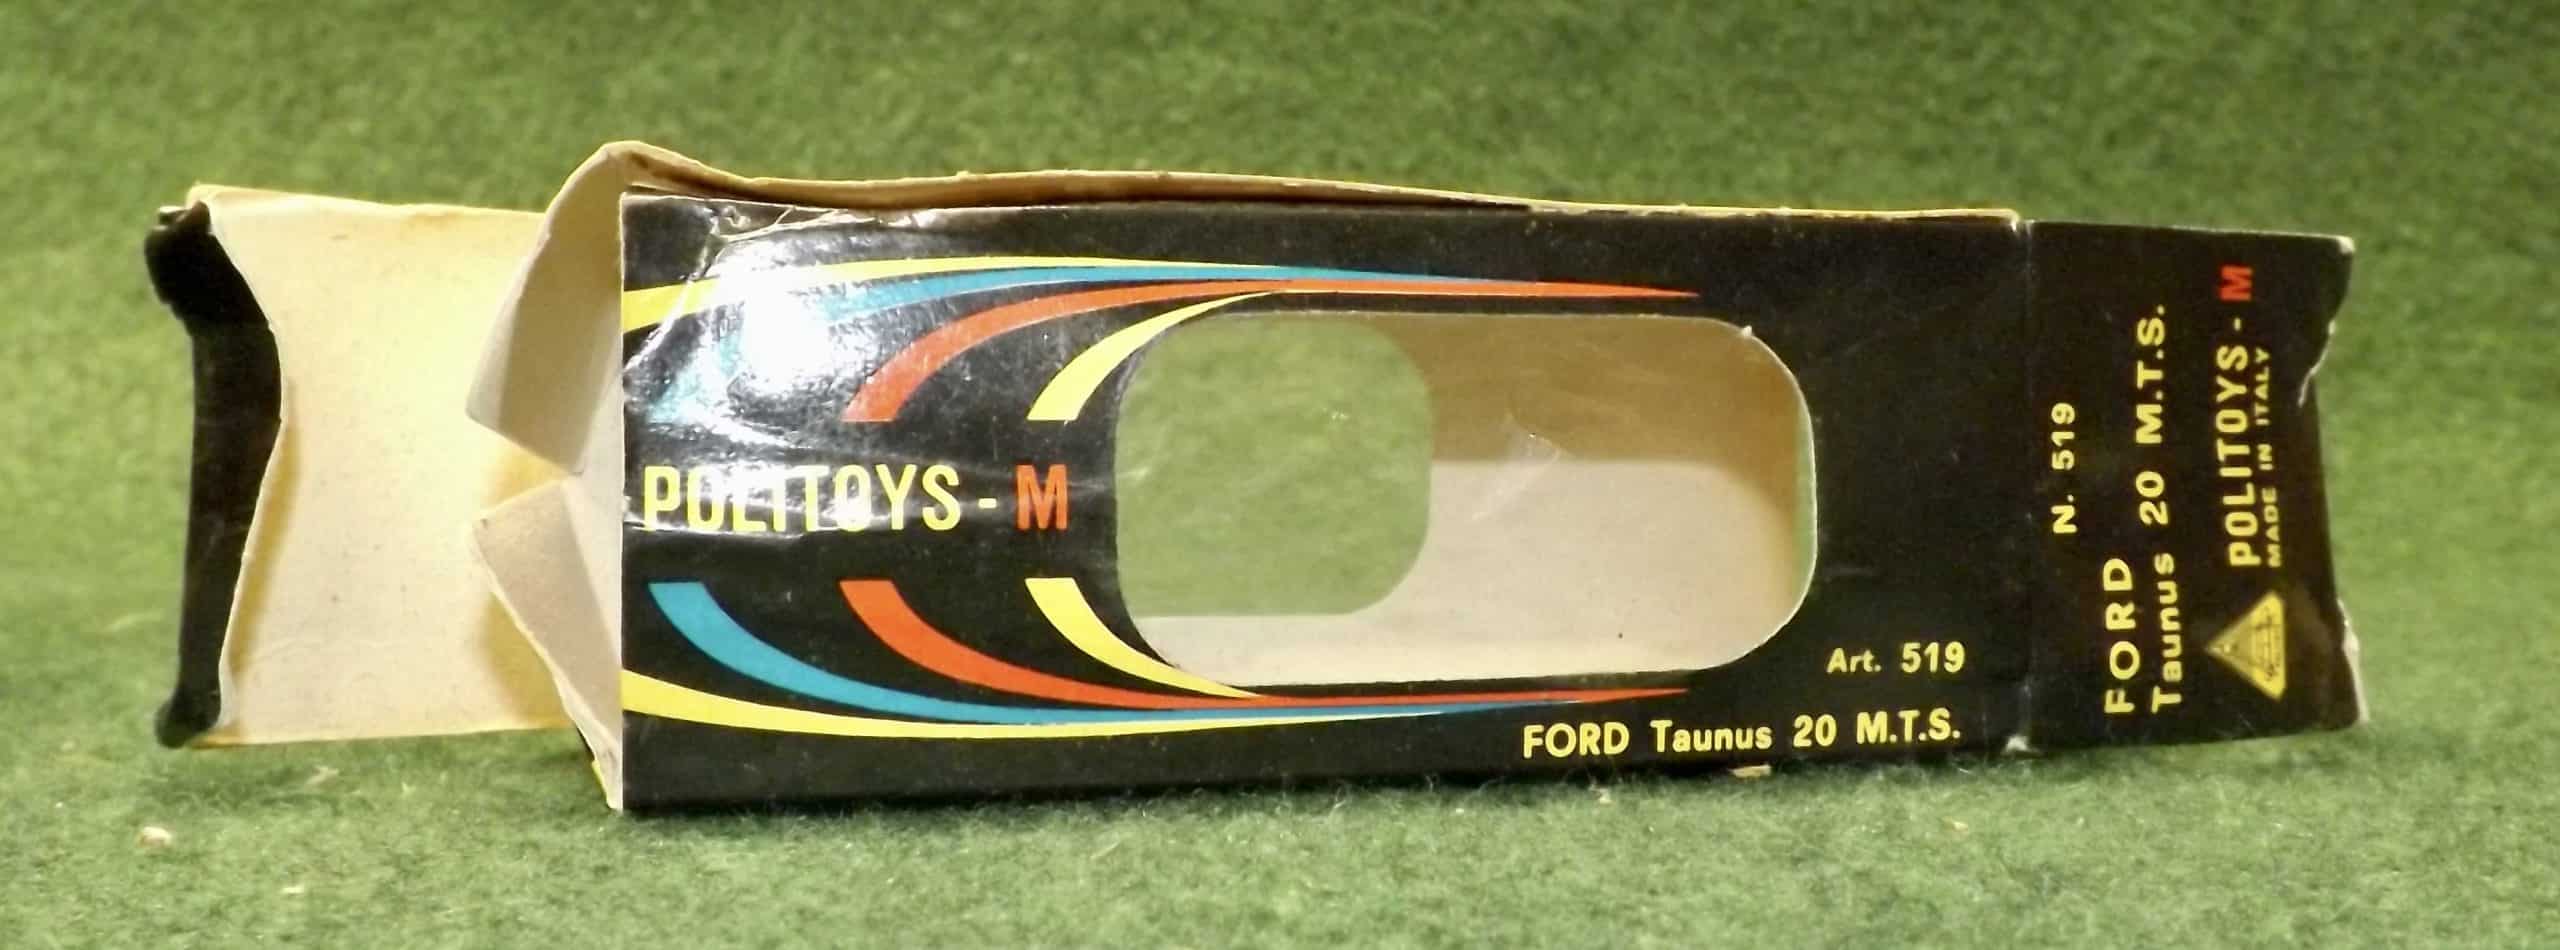 POLITOYS - M
Art. 519
FORD Taunus 20 M.T.S.
N. 519
FORD
Taunus 20 M.T.S.
POLITOYS - M
MADE IN ITALY